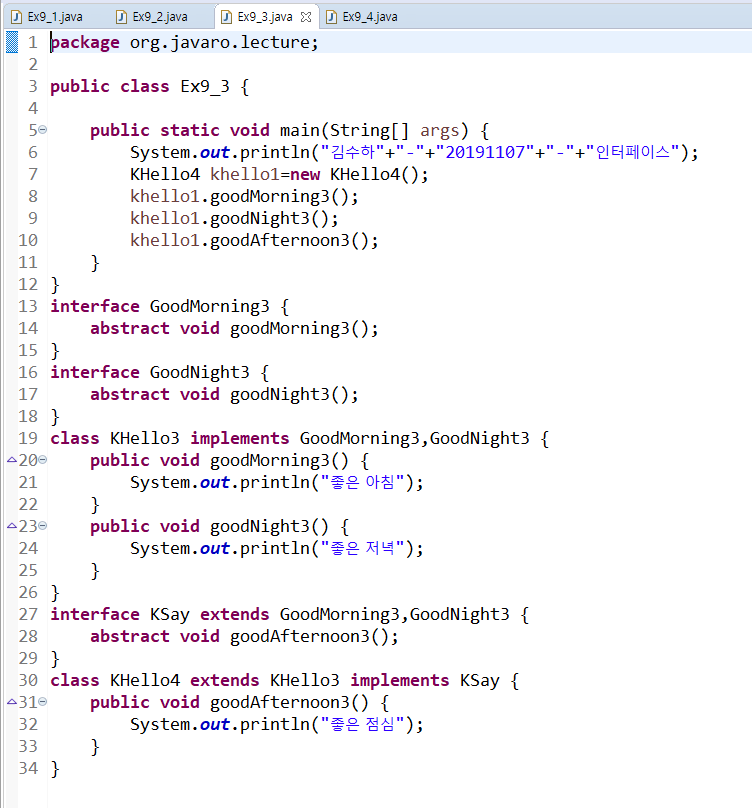 Ex9_1.java Ex9_2.java Ex9_3.java Ex9_4.java
1 package org.javaro.lecture;
2
3 public class Ex9_3 {
4
5     public static void main(String[] args) {
6         System.out.println("김수하"+"-"+"20191107"+"-"+"인터페이스");
7         KHello4 khello1=new KHello4();
8         khello1.goodMorning3();
9         khello1.goodNight3();
10         khello1.goodAfternoon3();
11     }
12 }
13 interface GoodMorning3 {
14     abstract void goodMorning3();
15 }
16 interface GoodNight3 {
17     abstract void goodNight3();
18 }
19 class KHello3 implements GoodMorning3,GoodNight3 {
20     public void goodMorning3() {
21         System.out.println("좋은 아침");
22     }
23     public void goodNight3() {
24         System.out.println("좋은 저녁");
25     }
26 }
27 interface KSay extends GoodMorning3,GoodNight3 {
28     abstract void goodAfternoon3();
29 }
30 class KHello4 extends KHello3 implements KSay {
31     public void goodAfternoon3() {
32         System.out.println("좋은 점심");
33     }
34 }